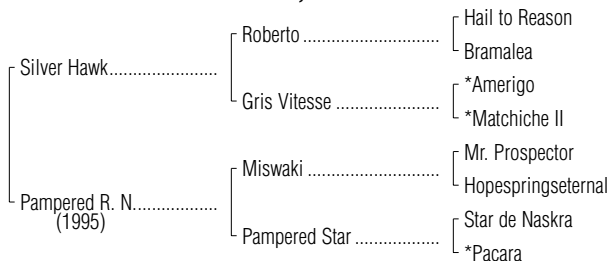 Hail to Reason
Roberto
Bramalea
Silver Hawk
*Amerigo
Gris Vitesse
*Matchiche II
Mr. Prospector
Miswaki
Hopespringseternal
Pampered R. N.
(1995)
Star de Naskra
Pampered Star
*Pacara